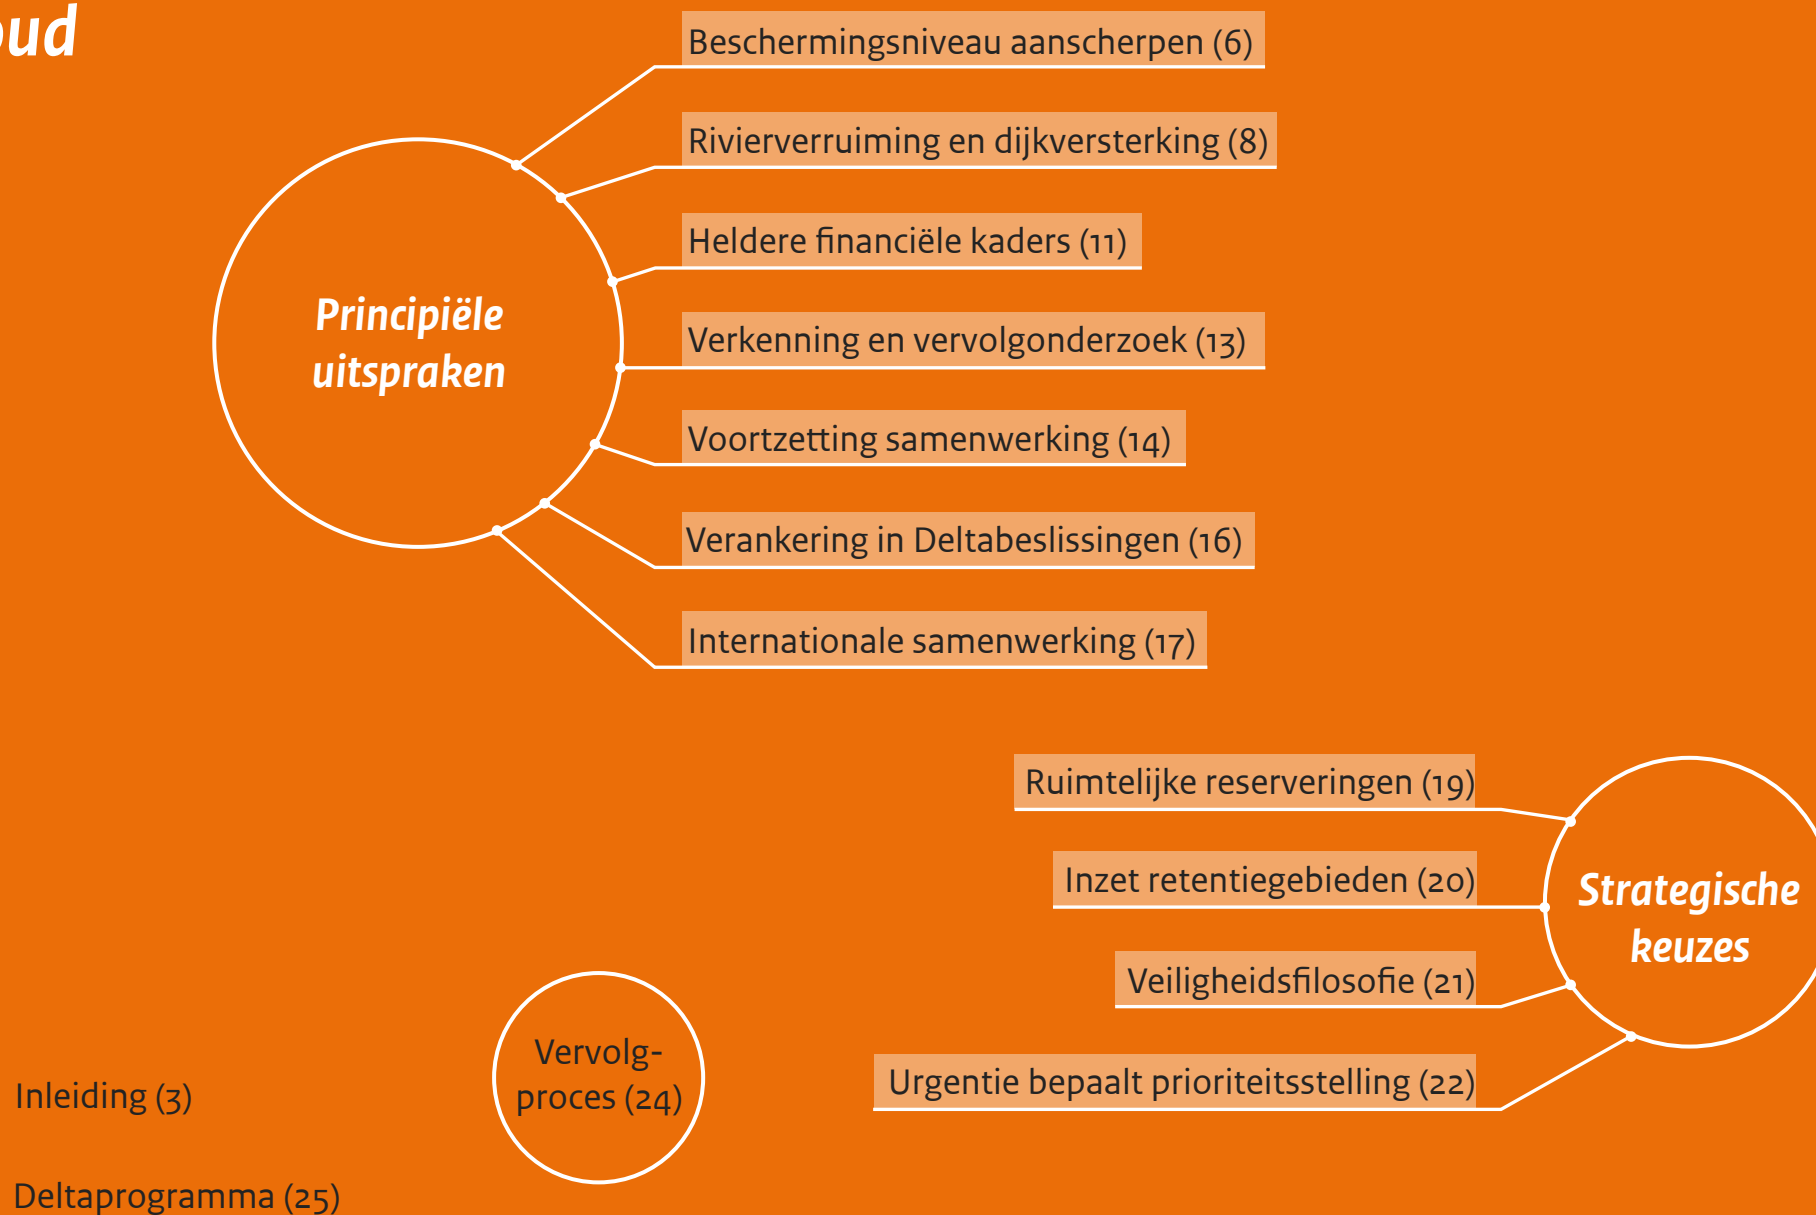 oud
Beschermingsniveau aanscherpen (6)
Rivierverruiming en dijkversterking (8)
Heldere financiële kaders (11)
Principiële
uitspraken
Verkenning en vervolgonderzoek (13)
Voortzetting samenwerking (14)
Verankering in Deltabeslissingen (16)
Internationale samenwerking (17)
Ruimtelijke reserveringen (19)
Inzet retentiegebieden (20)
Strategische
keuzes
Veiligheidsfilosofie (21)
Urgentie bepaalt prioriteitsstelling (22)
Vervolg-
proces (24)
Inleiding (3)
Deltaprogramma (25)